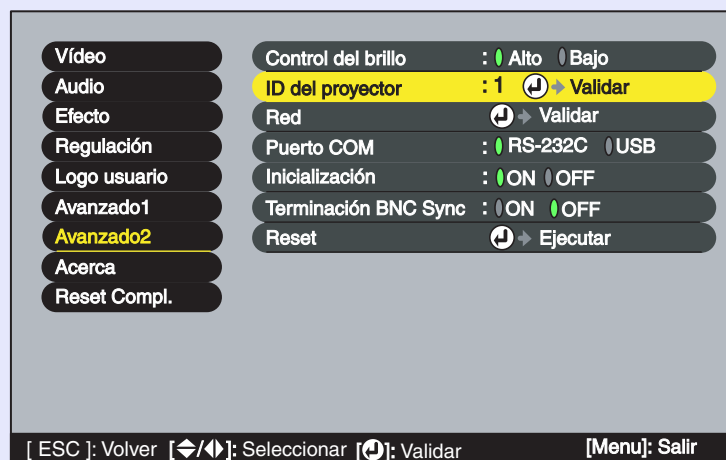 Vídeo
Audio
Efecto
Regulación
Logo usuario
Avanzado1
Avanzado2
Acerca
Reset Compl.
Control del brillo : Alto Bajo
ID del proyector : 1 Validar
Red Validar
Puerto COM : RS-232C USB
Inicialización : ON OFF
Terminación BNC Sync : ON OFF
Reset Ejecutar
[ ESC ]: Volver [ / ]: Seleccionar [ ]: Validar [Menu]: Salir